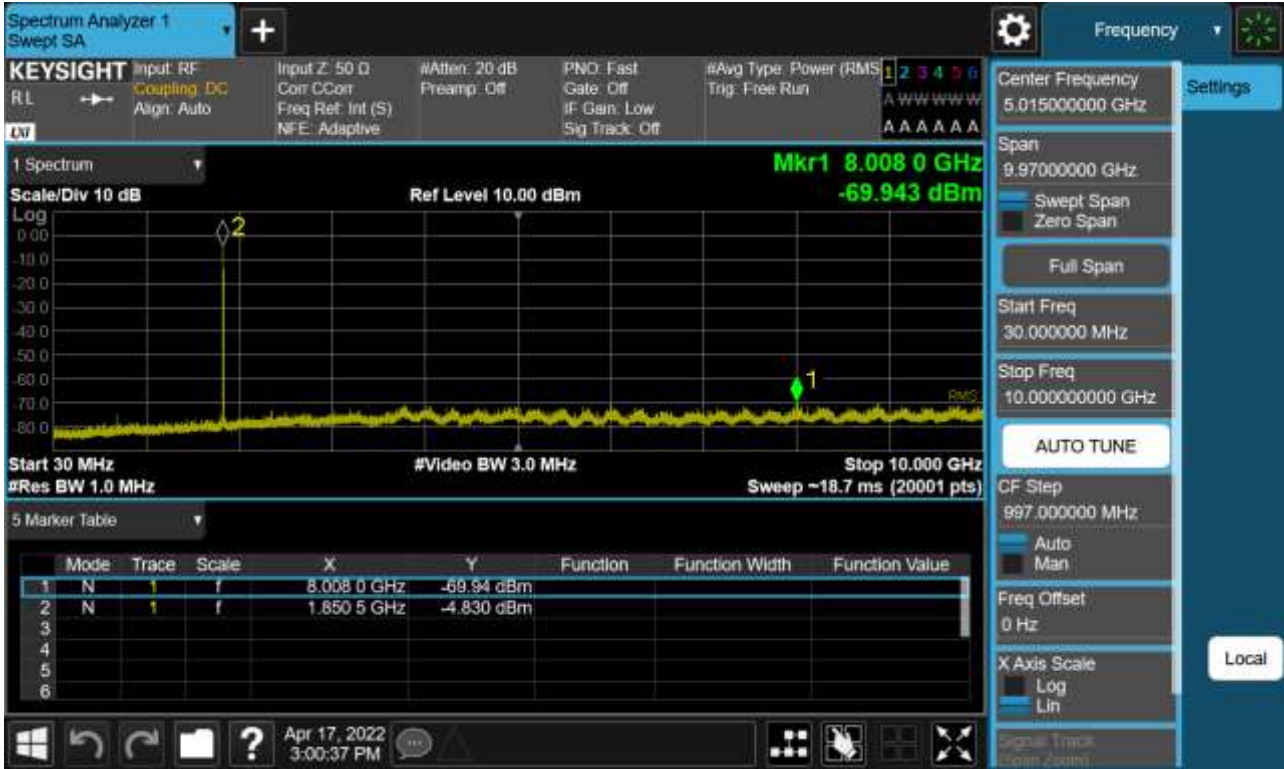 Spectrum Analyzer 1
Swept SA
+
Frequency
KEYSIGHT
RL
LXI
Input: RF
Coupling: DC
Align: Auto
Input Z: 50 Ω
Corr CCorr
Freq Ref: Int (S)
NFE: Adaptive
#Atten: 20 dB
Preamp: Off
PNO: Fast
Gate: Off
IF Gain: Low
Sig Track: Off
#Avg Type: Power (RMS
Trig: Free Run
1 2 3 4 5 6
A W W W W W
A A A A A A
Center Frequency
5.015000000 GHz
Settings
Span
9.97000000 GHz
Swept Span
Zero Span
Full Span
Start Freq
30.000000 MHz
Stop Freq
10.000000000 GHz
AUTO TUNE
CF Step
997.000000 MHz
Auto
Man
Freq Offset
0 Hz
X Axis Scale
Log
Lin
Signal Track
(Span Zoom)
Local
1 Spectrum
Mkr1 8.008 0 GHz
Scale/Div 10 dB
Ref Level 10.00 dBm
-69.943 dBm
Log
0.00
-10.0
-20.0
-30.0
-40.0
-50.0
-60.0
-70.0
-80.0
2
1
RMS
Start 30 MHz
#Video BW 3.0 MHz
Stop 10.000 GHz
#Res BW 1.0 MHz
Sweep ~18.7 ms (20001 pts)
5 Marker Table
Mode Trace Scale X Y Function Function Width Function Value
1 N 1 f 8.008 0 GHz -69.94 dBm
2 N 1 f 1.850 5 GHz -4.830 dBm
3
4
5
6
?
Apr 17, 2022
3:00:37 PM